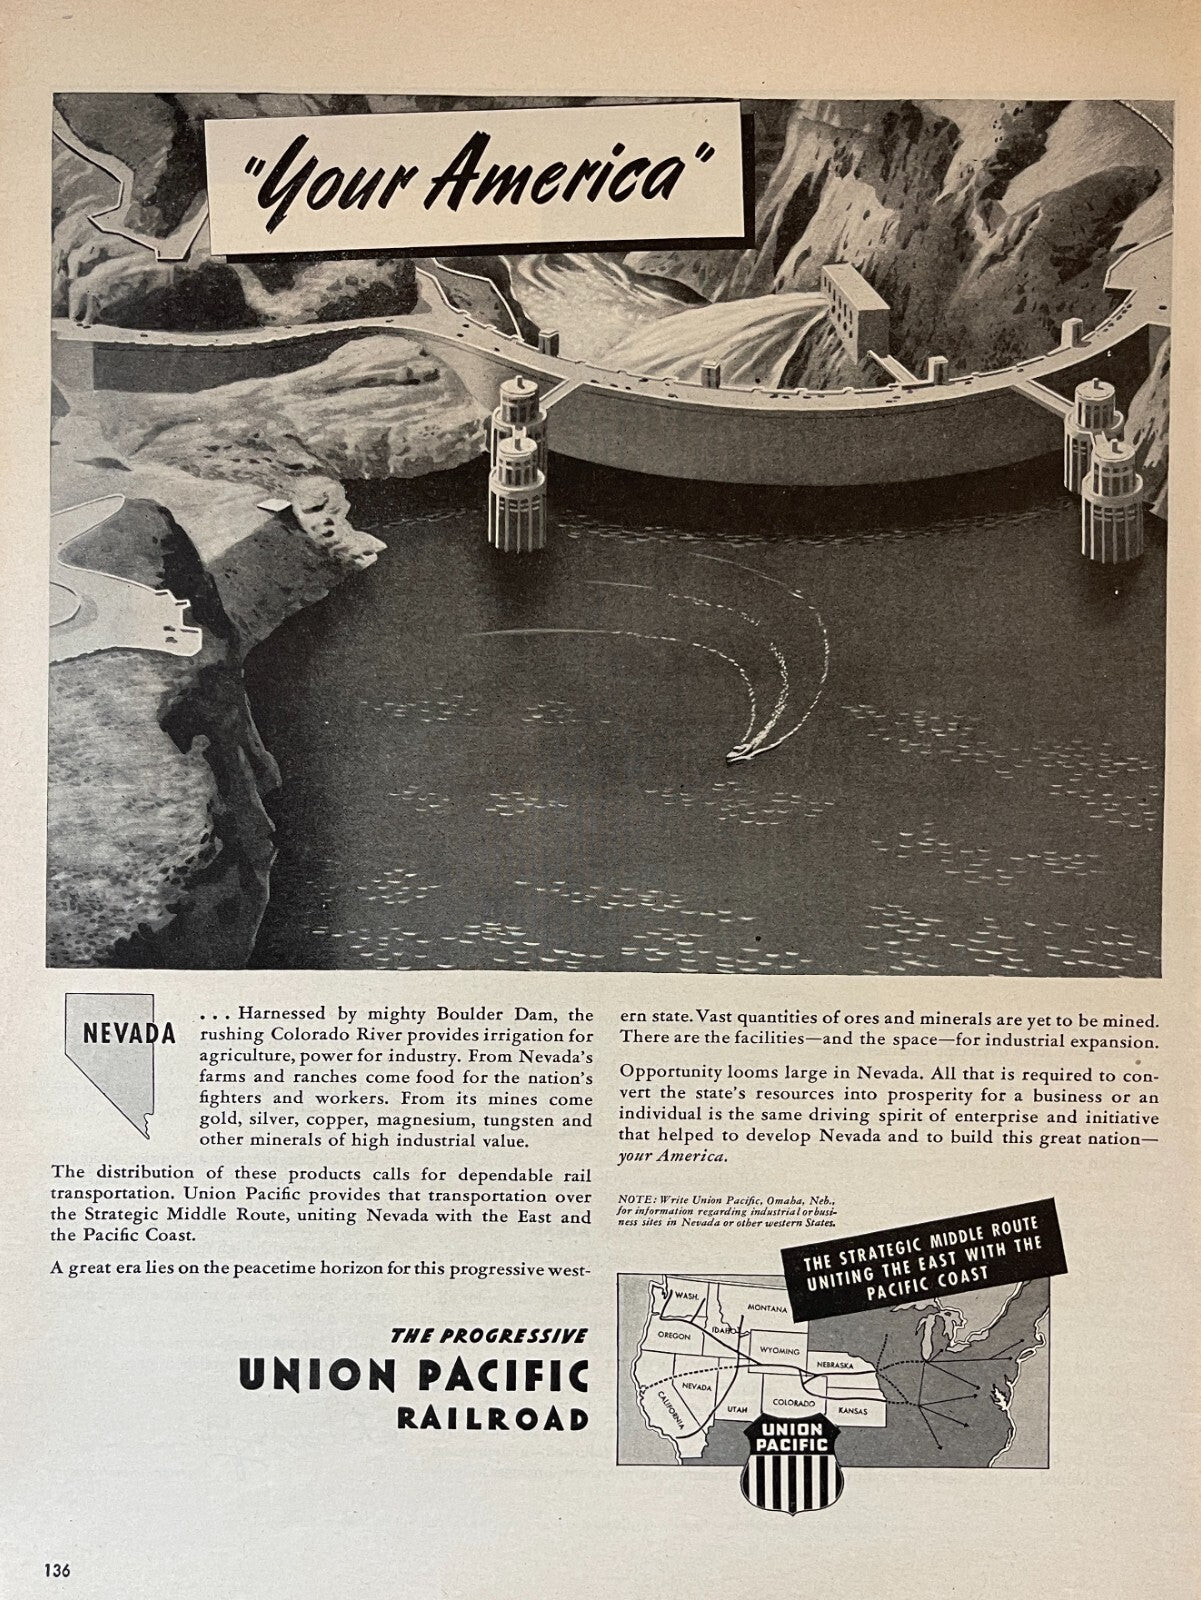 "Your America"
NEVADA
. . . Harnessed by mighty Boulder Dam, the
rushing Colorado River provides irrigation for
agriculture, power for industry. From Nevada's
farms and ranches come food for the nation's
fighters and workers. From its mines come
gold, silver, copper, magnesium, tungsten and
other minerals of high industrial value.
The distribution of these products calls for dependable rail
transportation. Union Pacific provides that transportation over
the Strategic Middle Route, uniting Nevada with the East and
the Pacific Coast.
A great era lies on the peacetime horizon for this progressive west-
ern state. Vast quantities of ores and minerals are yet to be mined.
There are the facilities—and the space—for industrial expansion.
Opportunity looms large in Nevada. All that is required to con-
vert the state's resources into prosperity for a business or an
individual is the same driving spirit of enterprise and initiative
that helped to develop Nevada and to build this great nation—
your America.
NOTE: Write Union Pacific, Omaha, Neb.,
for information regarding industrial or busi-
ness sites in Nevada or other western States.
THE STRATEGIC MIDDLE ROUTE
UNITING THE EAST WITH THE
PACIFIC COAST
THE PROGRESSIVE
UNION PACIFIC
RAILROAD
WASH.
MONTANA
OREGON
IDAHO
WYOMING
NEBRASKA
NEVADA
UTAH
COLORADO
KANSAS
CALIFORNIA
UNION
PACIFIC
136